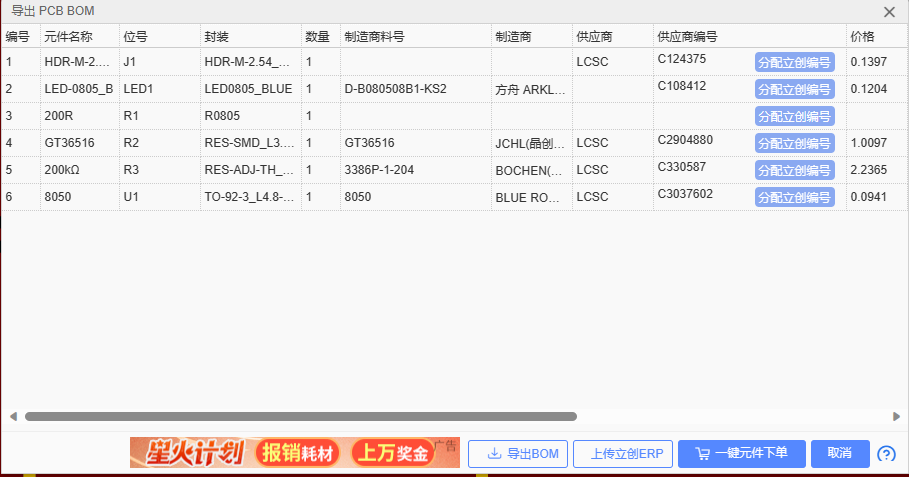 导出 PCB BOM
编号 元件名称 位号 封装 数量 制造商料号 制造商 供应商 供应商编号 价格
1 HDR-M-2.... J1 HDR-M-2.54_... 1 LCSC C124375 分配立创编号 0.1397
2 LED-0805_B LED1 LED0805_BLUE 1 D-B080508B1-KS2 方舟 ARKL... C108412 分配立创编号 0.1204
3 200R R1 R0805 1 分配立创编号
4 GT36516 R2 RES-SMD_L3.... 1 GT36516 JCHL(晶创... LCSC C2904880 分配立创编号 1.0097
5 200kΩ R3 RES-ADJ-TH_... 1 3386P-1-204 BOCHEN(... LCSC C330587 分配立创编号 2.2365
6 8050 U1 TO-92-3_L4.8-... 1 8050 BLUE RO... LCSC C3037602 分配立创编号 0.0941
星火计划 报销耗材 上万奖金 广告 导出BOM 上传立创ERP 一键元件下单 取消 ?